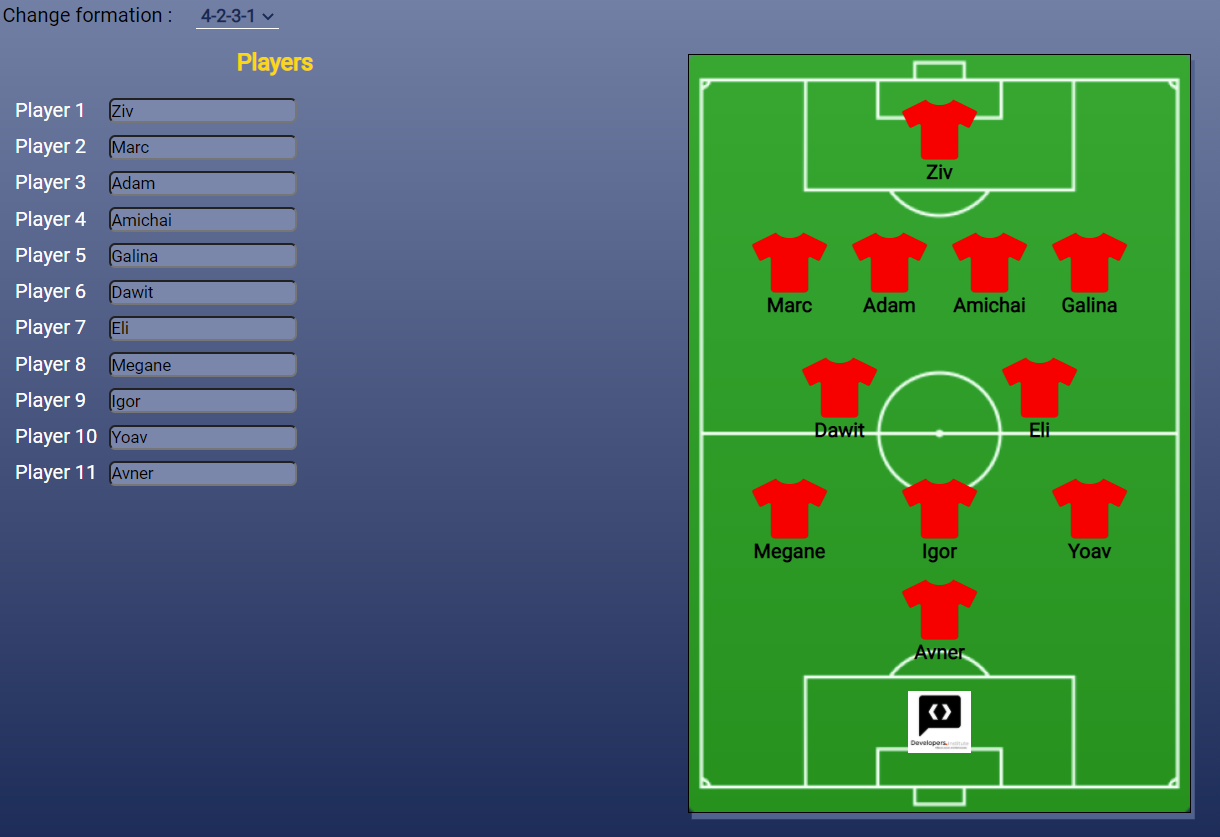 Change formation : 4-2-3-1
Players
Player 1 Ziv
Player 2 Marc
Player 3 Adam
Player 4 Amichai
Player 5 Galina
Player 6 Dawit
Player 7 Eli
Player 8 Megane
Player 9 Igor
Player 10 Yoav
Player 11 Avner
Ziv
Marc Adam Amichai Galina
Dawit Eli
Megane Igor Yoav
Avner
Developers.